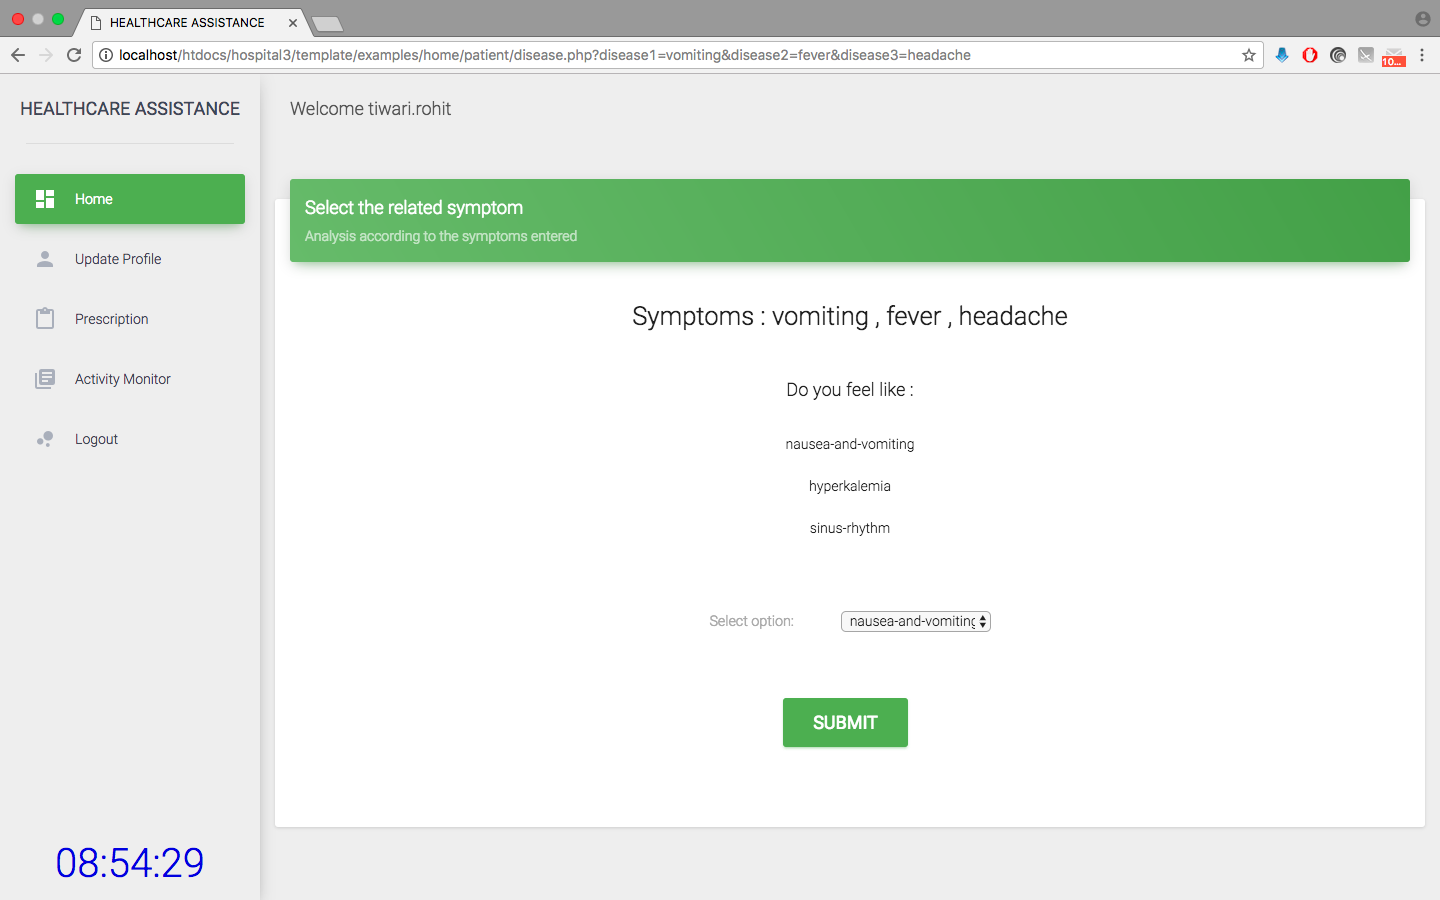 HEALTHCARE ASSISTANCE
localhost/htdocs/hospital3/template/examples/home/patient/disease.php?disease1=vomiting&disease2=fever&disease3=headache
10...
HEALTHCARE ASSISTANCE
Home
Update Profile
Prescription
Activity Monitor
Logout
08:54:29
Welcome tiwari.rohit
Select the related symptom
Analysis according to the symptoms entered
Symptoms : vomiting , fever , headache
Do you feel like :
nausea-and-vomiting
hyperkalemia
sinus-rhythm
Select option: nausea-and-vomiting
SUBMIT